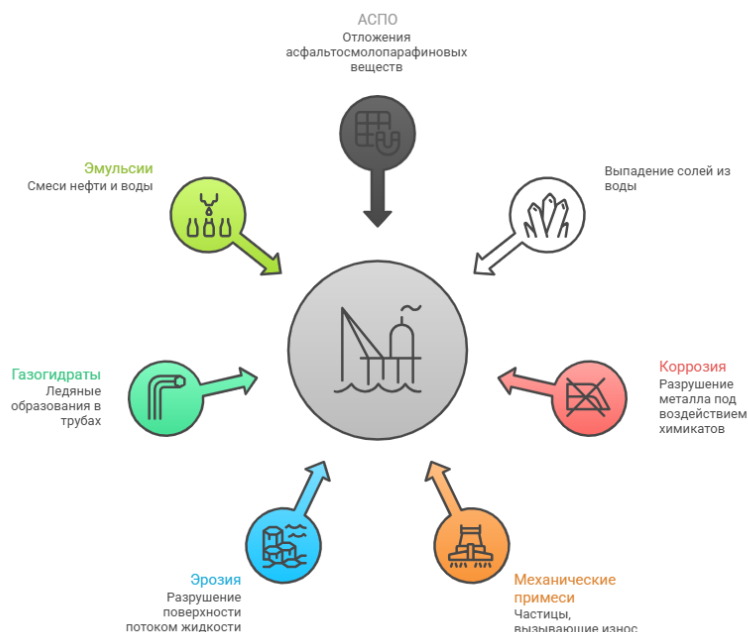 АСПО
Отложения
асфальтосмолопарафиновых
веществ
Эмульсии
Смеси нефти и воды
Выпадение солей из
воды
Газогидраты
Ледяные
образования в
трубах
Коррозия
Разрушение
металла под
воздействием
химикатов
Эрозия
Разрушение
поверхности
потоком жидкости
Механические
примеси
Частицы,
вызывающие износ